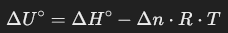 ΔU° = ΔH° − Δn · R · T